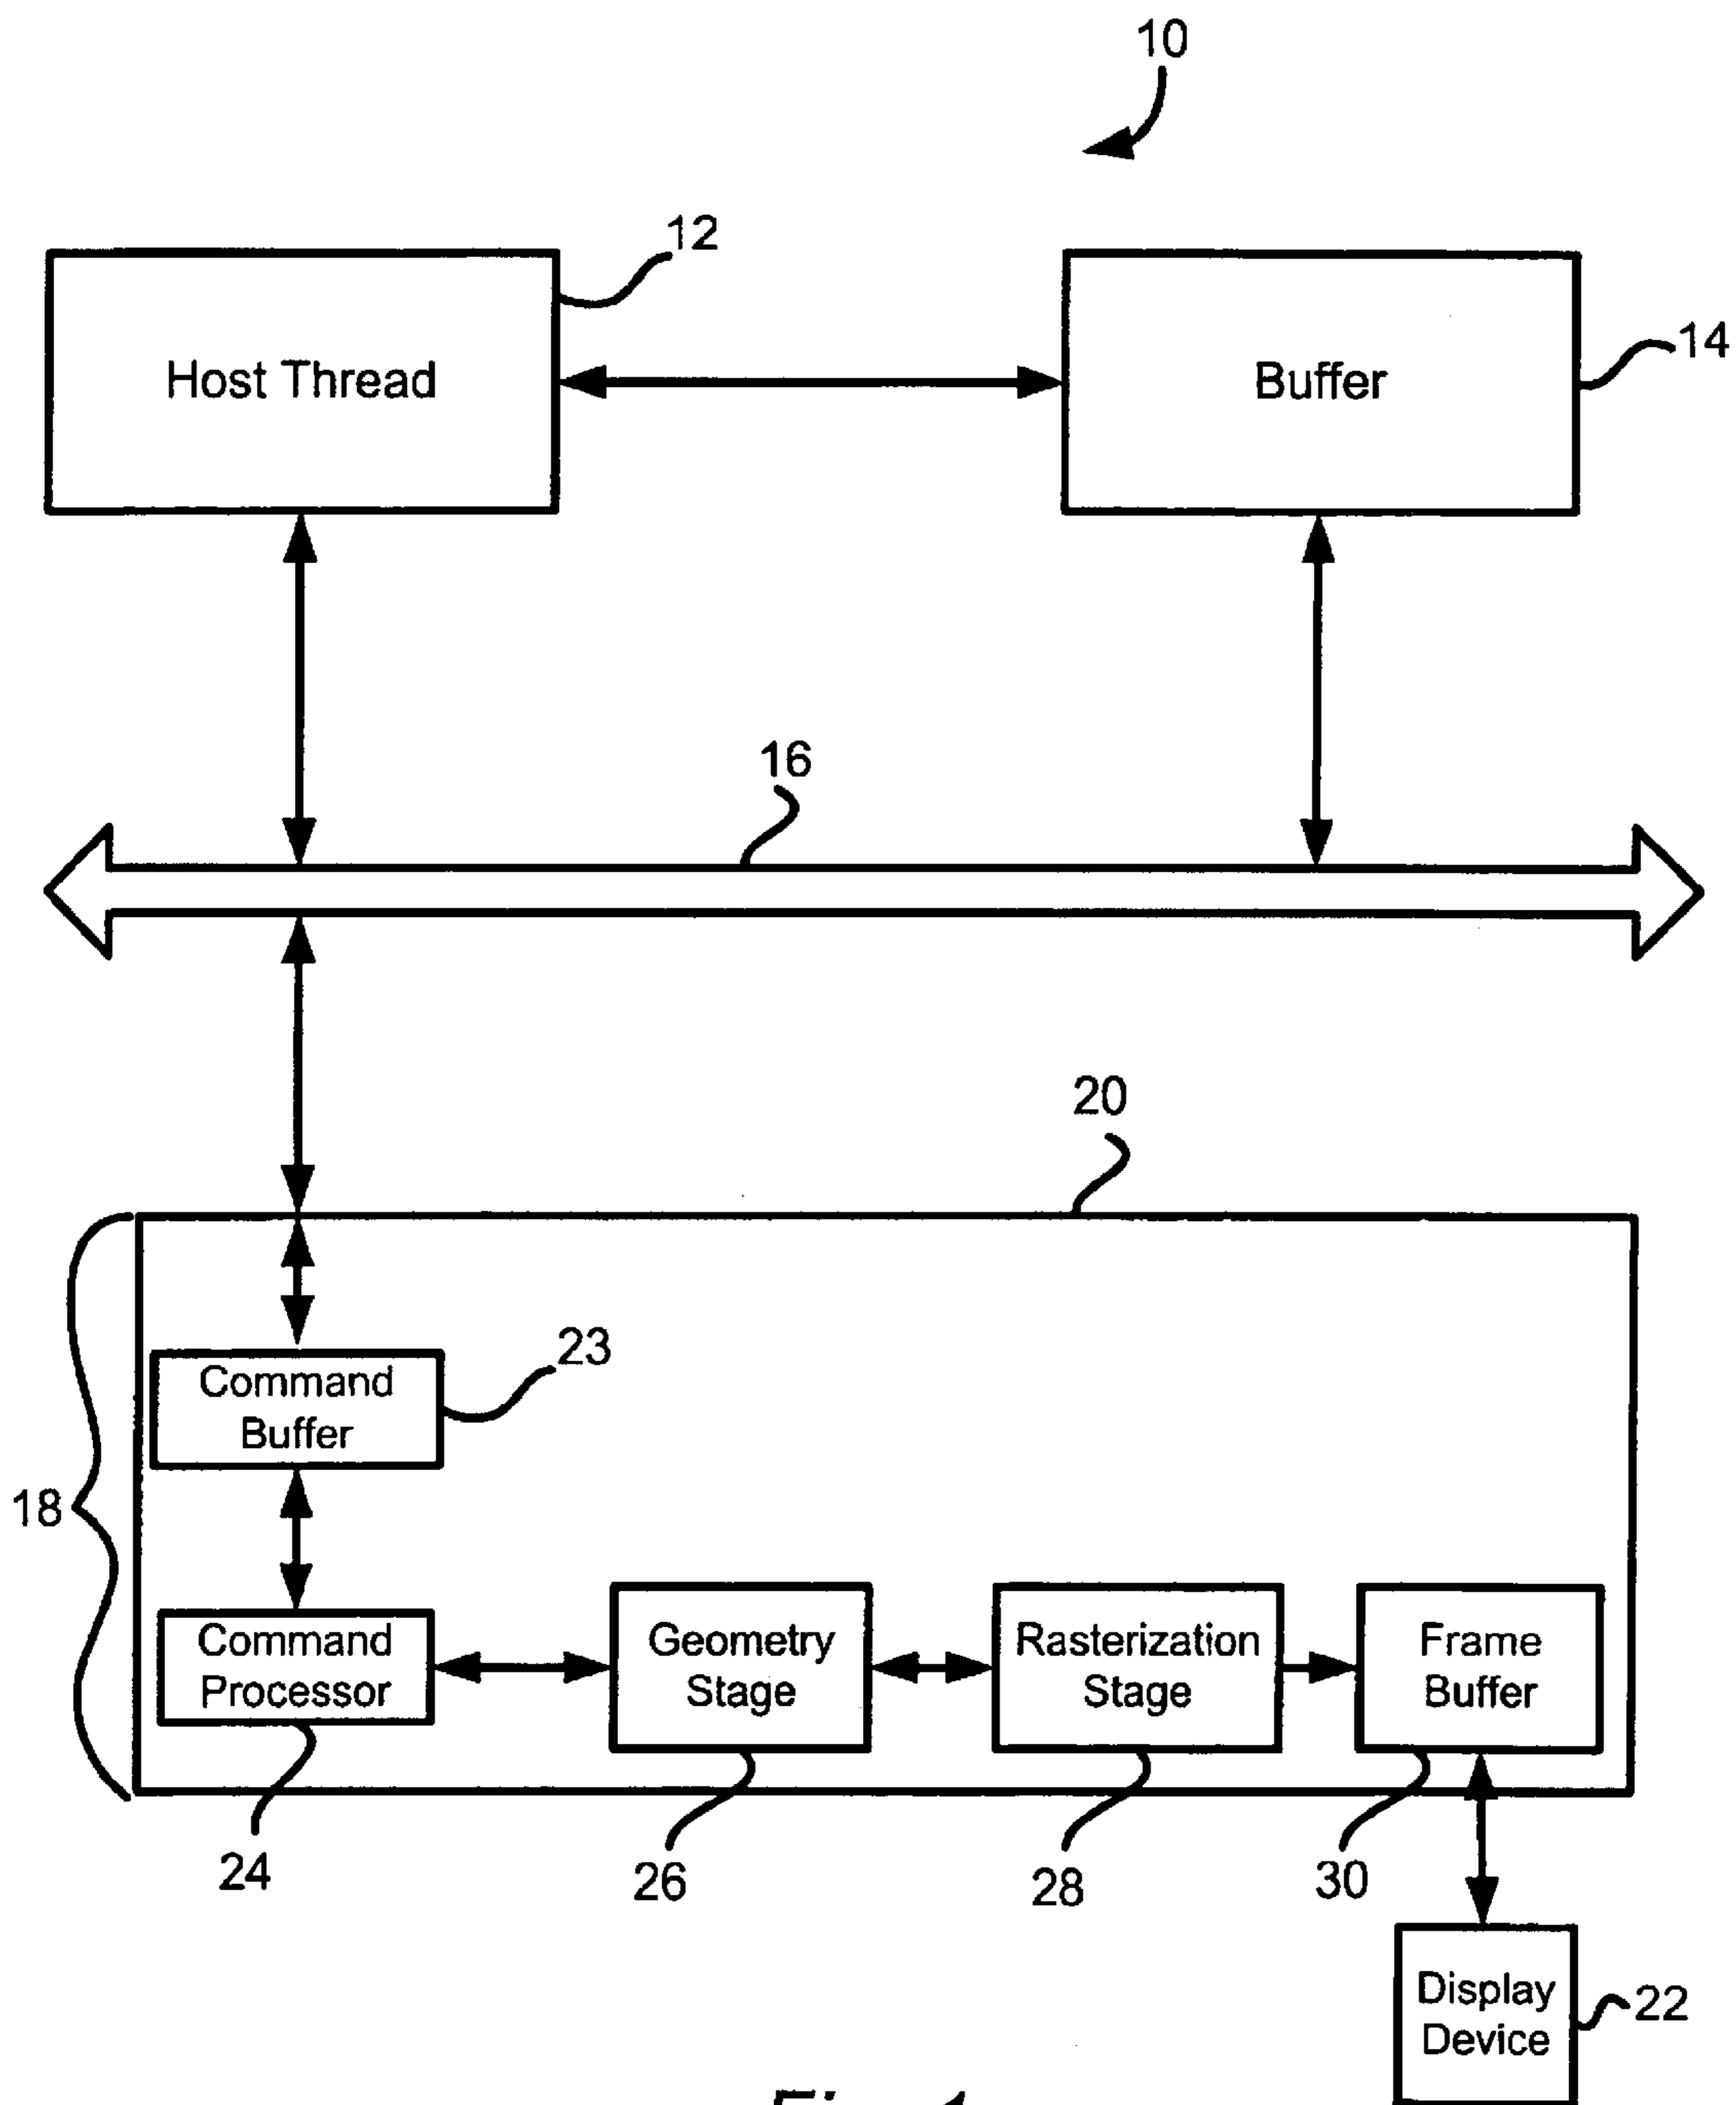 10
12
Host Thread
Buffer
14
16
20
Command
Buffer
23
18
Command
Processor
Geometry
Stage
Rasterization
Stage
Frame
Buffer
24
26
28
30
Display
Device
22